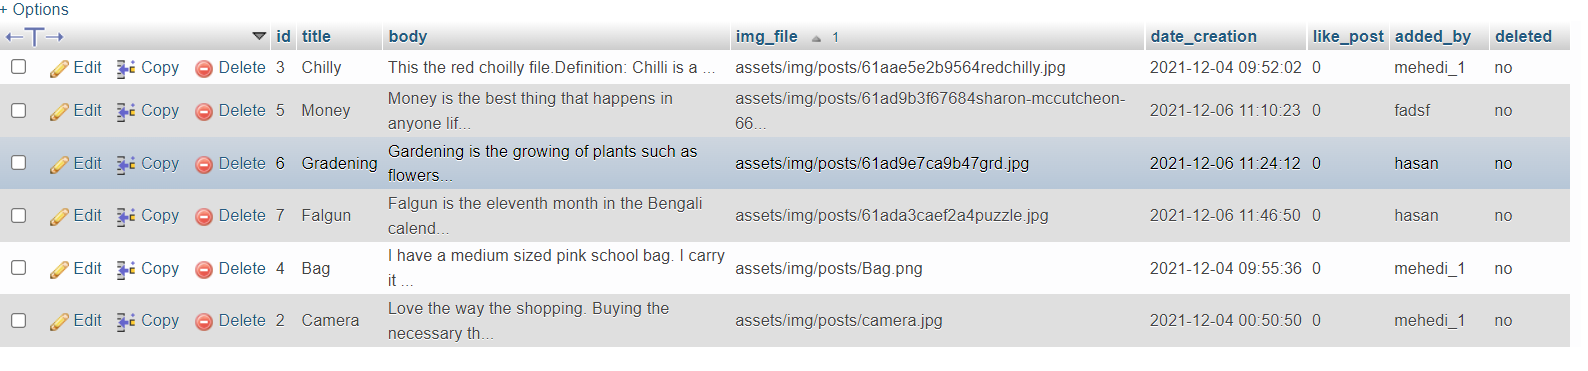 + Options
←T→ id title body img_file 1 date_creation like_post added_by deleted
Edit Copy Delete 3 Chilly This the red choilly file.Definition: Chilli is a ... assets/img/posts/61aae5e2b9564redchilly.jpg 2021-12-04 09:52:02 0 mehedi_1 no
Money is the best thing that happens in assets/img/posts/61ad9b3f67684sharon-mccutcheon-
Edit Copy Delete 5 Money 2021-12-06 11:10:23 0 fadsf no
anyone lif... 66...
Gardening is the growing of plants such as
Edit Copy Delete 6 Gradening assets/img/posts/61ad9e7ca9b47grd.jpg 2021-12-06 11:24:12 0 hasan no
flowers...
Falgun is the eleventh month in the Bengali
Edit Copy Delete 7 Falgun assets/img/posts/61ada3caef2a4puzzle.jpg 2021-12-06 11:46:50 0 hasan no
calend...
I have a medium sized pink school bag. I carry
Edit Copy Delete 4 Bag assets/img/posts/Bag.png 2021-12-04 09:55:36 0 mehedi_1 no
it ...
Love the way the shopping. Buying the
Edit Copy Delete 2 Camera assets/img/posts/camera.jpg 2021-12-04 00:50:50 0 mehedi_1 no
necessary th...